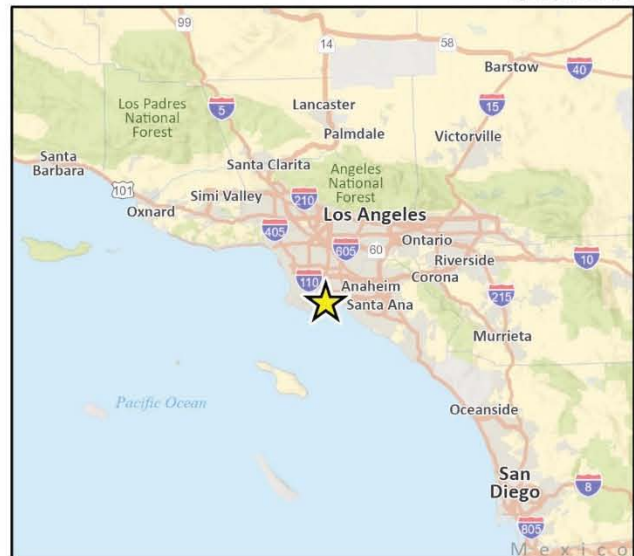 99
14
58
Barstow
40
Los Padres
National
Forest
5
Lancaster
15
Palmdale
Victorville
Santa
Barbara
Santa Clarita
Angeles
National
Forest
101
Simi Valley
210
Oxnard
Los Angeles
405
605
60
Ontario
10
Riverside
110
Anaheim
Corona
215
Santa Ana
Murrieta
Pacific Ocean
Oceanside
San
Diego
8
805
Mexico